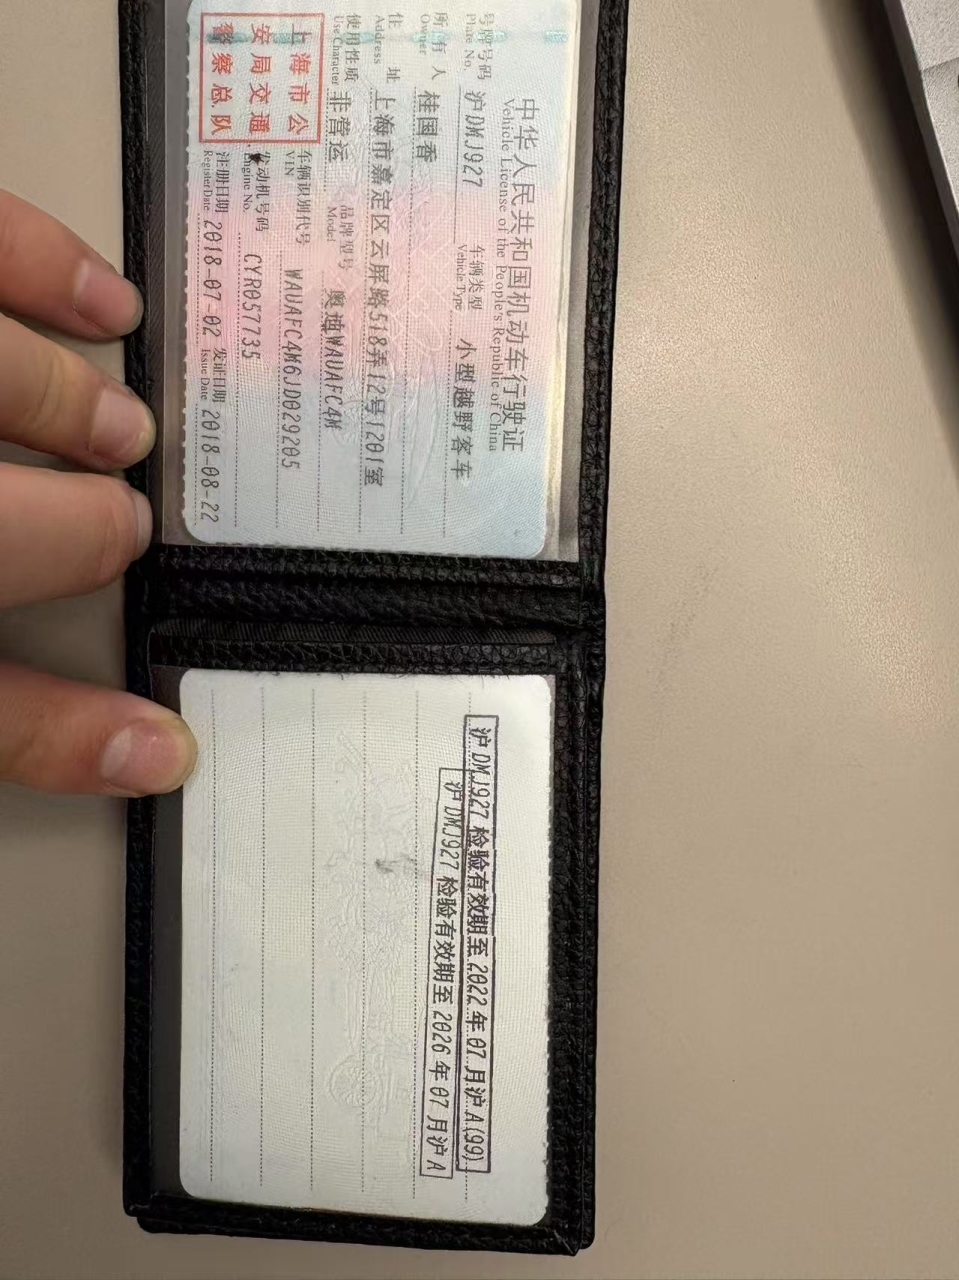 中华人民共和国机动车行驶证
Vehicle License of the People's Republic of China
号牌号码 沪DMJ927 车辆类型 小型越野客车
Plate No. Vehicle Type
所有人 桂国香
Owner
住址 上海市嘉定区云屏路518弄12号1201室
Address
使用性质 非营运 品牌型号 奥迪WAUAFC4M
Use Character Model
上海市公安局交通警察总队
车辆识别代号 WAUAFC4M6JD029205
VIN
发动机号码 CYR057735
Engine No.
注册日期 2018-07-02 发证日期 2018-08-22
Register Date Issue Date
沪DMJ927检验有效期至2022年07月沪A(99)
沪DMJ927检验有效期至2026年07月沪A